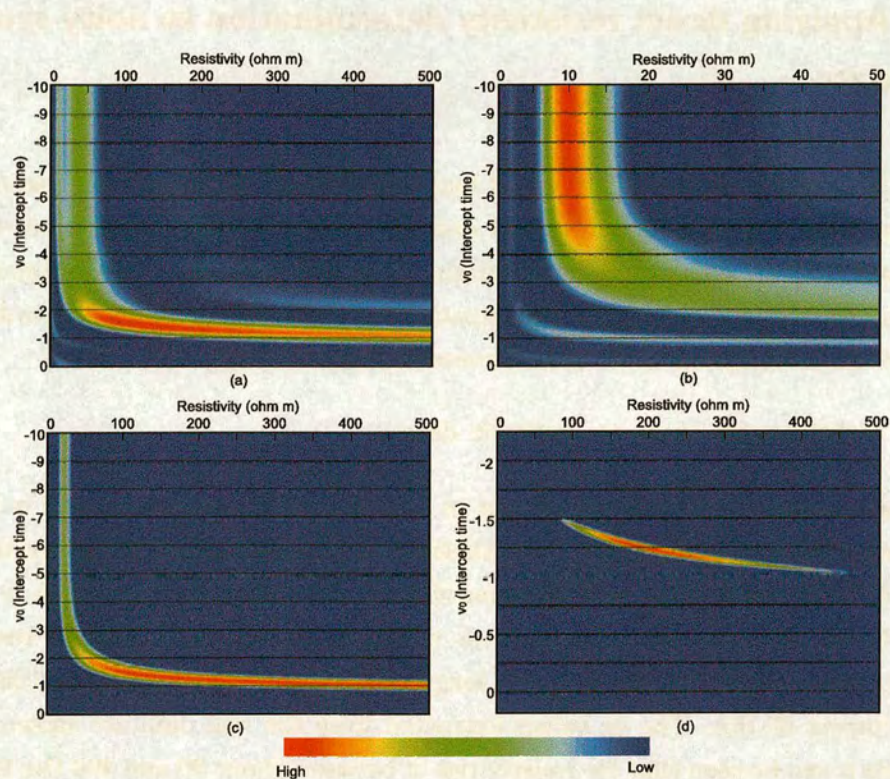 Resistivity (ohm m)
0 100 200 300 400 500
-10
-9
-8
-7
-6
-5
-4
-3
-2
-1
0
v₀ (Intercept time)
(a)
Resistivity (ohm m)
0 10 20 30 40 50
-10
-9
-8
-7
-6
-5
-4
-3
-2
-1
0
v₀ (Intercept time)
(b)
Resistivity (ohm m)
0 100 200 300 400 500
-10
-9
-8
-7
-6
-5
-4
-3
-2
-1
0
v₀ (Intercept time)
(c)
Resistivity (ohm m)
0 100 200 300 400 500
-2
-1.5
-1
-0.5
0
v₀ (Intercept time)
(d)
High Low